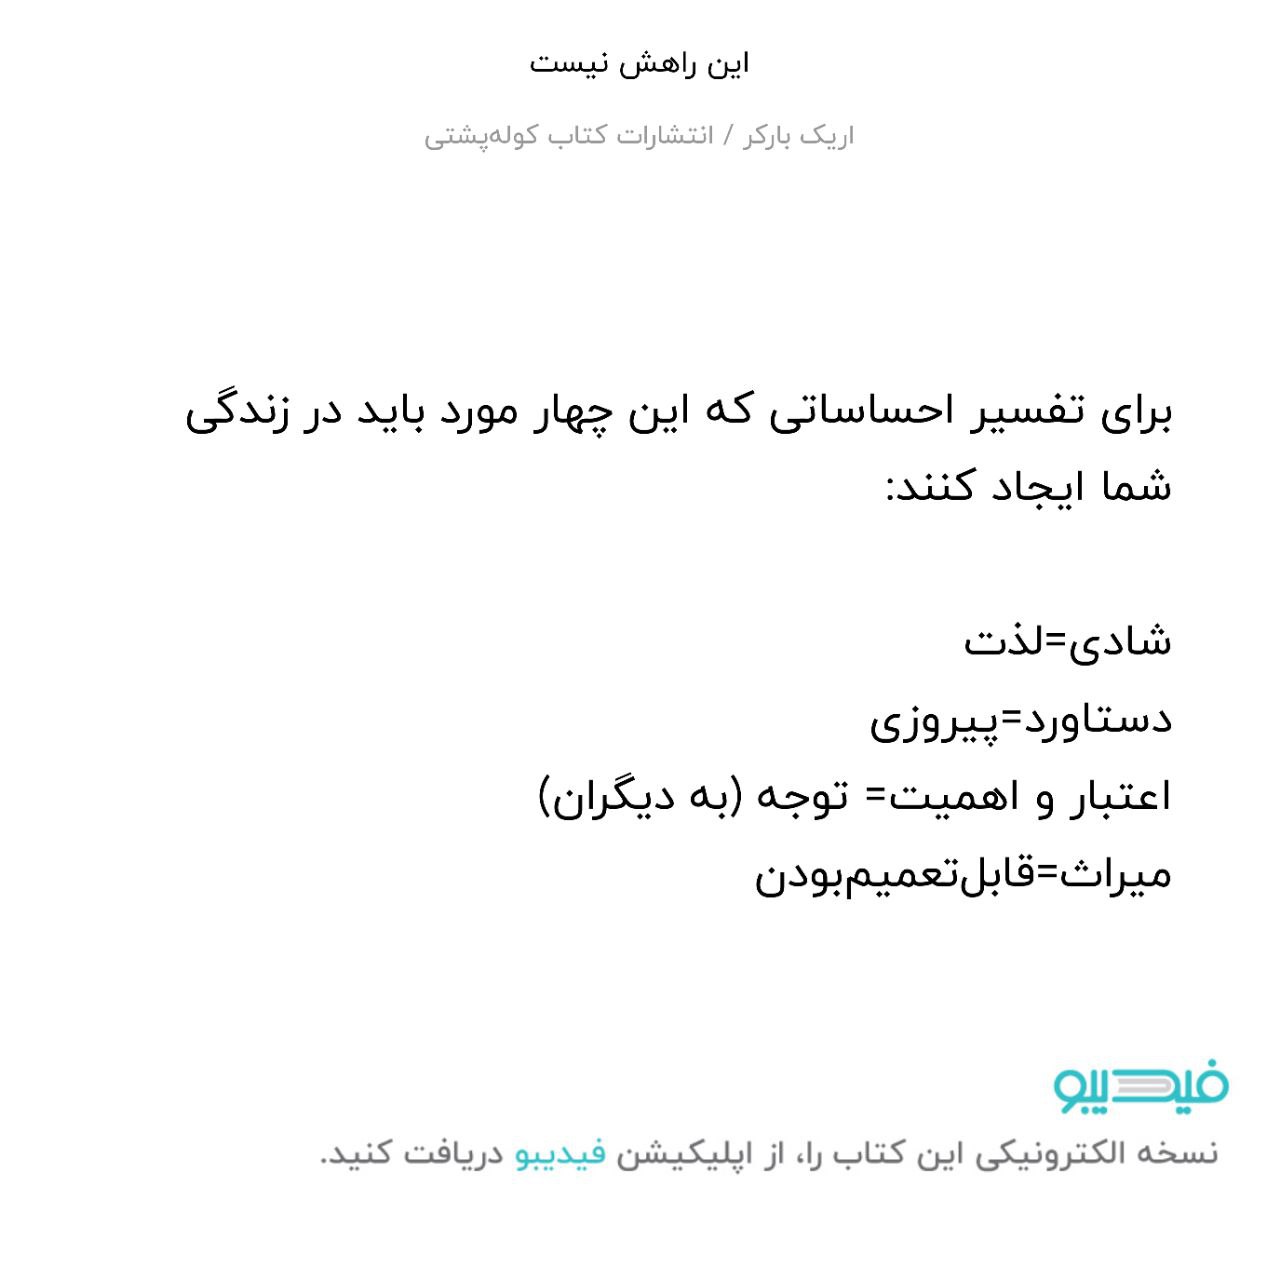 این راهش نیست
اریک بارکر / انتشارات کتاب کوله‌پشتی
برای تفسیر احساساتی که این چهار مورد باید در زندگی
شما ایجاد کنند:
شادی=لذت
دستاورد=پیروزی
اعتبار و اهمیت= توجه (به دیگران)
میراث=قابل‌تعمیم‌بودن
فیدیبو
نسخه الکترونیکی این کتاب را، از اپلیکیشن فیدیبو دریافت کنید.